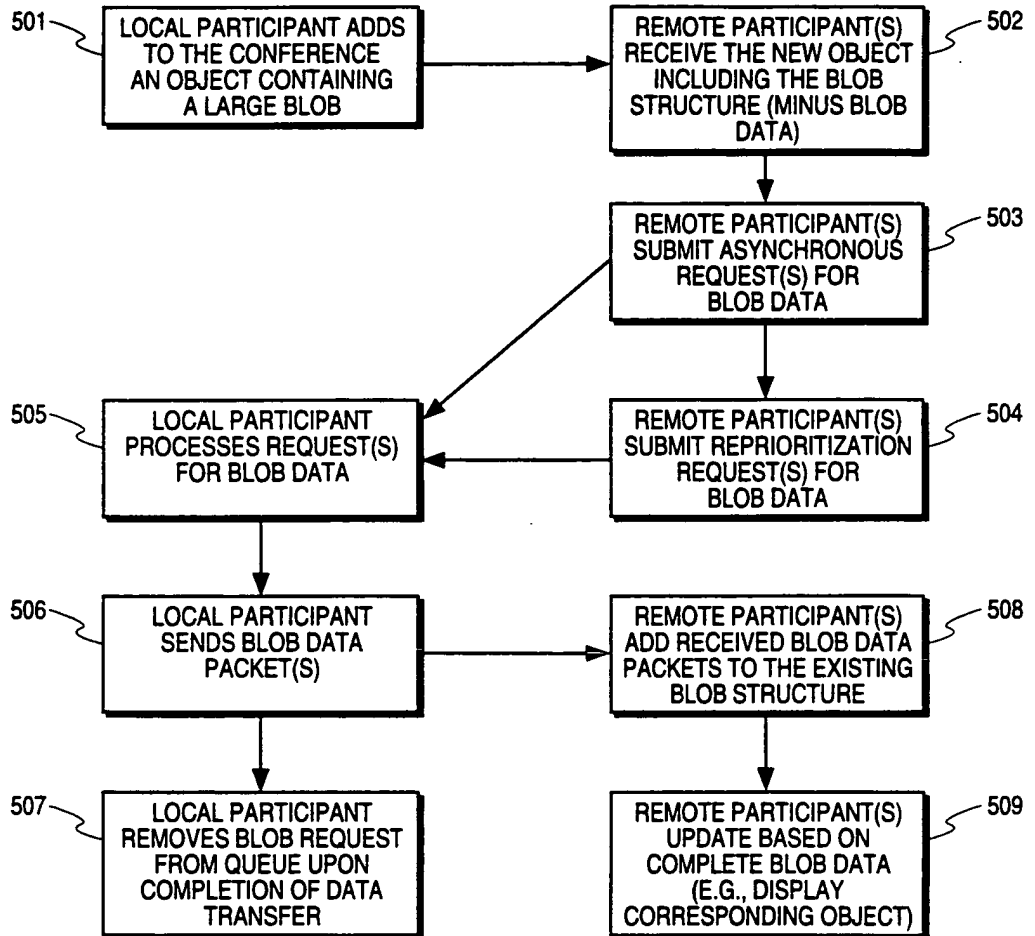 501
LOCAL PARTICIPANT ADDS
TO THE CONFERENCE
AN OBJECT CONTAINING
A LARGE BLOB
REMOTE PARTICIPANT(S)
RECEIVE THE NEW OBJECT
INCLUDING THE BLOB
STRUCTURE (MINUS BLOB
DATA)
502
REMOTE PARTICIPANT(S)
SUBMIT ASYNCHRONOUS
REQUEST(S) FOR
BLOB DATA
503
505
LOCAL PARTICIPANT
PROCESSES REQUEST(S)
FOR BLOB DATA
REMOTE PARTICIPANT(S)
SUBMIT REPRIORITIZATION
REQUEST(S) FOR
BLOB DATA
504
506
LOCAL PARTICIPANT
SENDS BLOB DATA
PACKET(S)
REMOTE PARTICIPANT(S)
ADD RECEIVED BLOB DATA
PACKETS TO THE EXISTING
BLOB STRUCTURE
508
507
LOCAL PARTICIPANT
REMOVES BLOB REQUEST
FROM QUEUE UPON
COMPLETION OF DATA
TRANSFER
REMOTE PARTICIPANT(S)
UPDATE BASED ON
COMPLETE BLOB DATA
(E.G., DISPLAY
CORRESPONDING OBJECT)
509